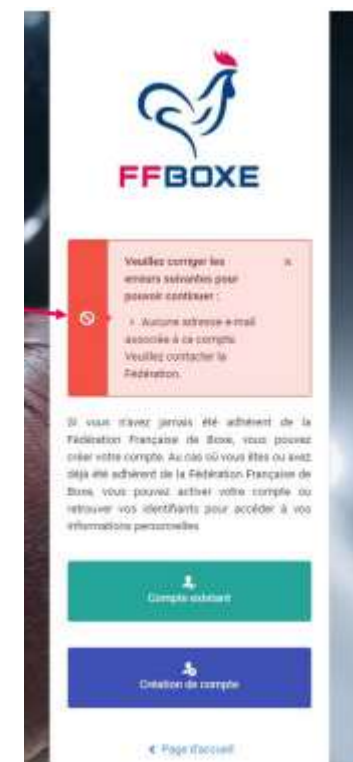 FFBOXE
Veuillez corriger les
erreurs suivantes pour
pouvoir continuer :
x
Aucune adresse e-mail
associée à ce compte.
Veuillez contacter la
Fédération.
Si vous n'avez jamais été adhérent de la
Fédération Française de Boxe, vous pouvez
créer votre compte. Au cas où vous êtes ou avez
déjà été adhérent de la Fédération Française de
Boxe, vous pouvez activer votre compte ou
retrouver vos identifiants pour accéder à vos
informations personnelles
Compte existant
Création de compte
Page d'accueil